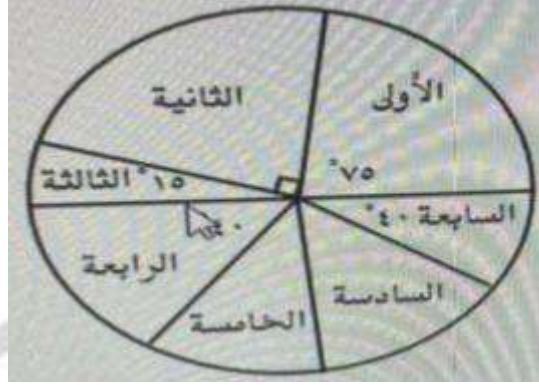 الأولى
الثانية
٧٥°
١٥° الثالثة
السابعة ٤٠°
الرابعة
السادسة
الخامسة